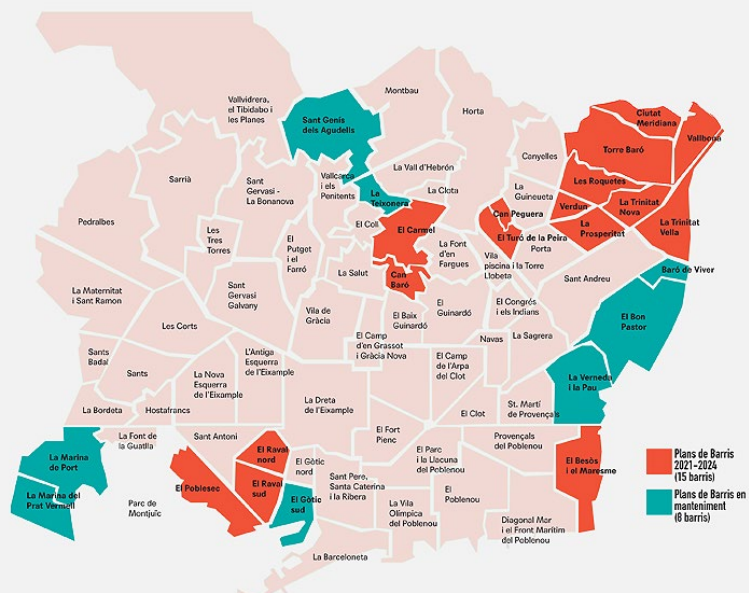 Vallvidrera,
el Tibidabo i
les Planes
Sant Genís
dels Agudells
Montbau
Horta
Ciutat
Meridiana
Vallbona
Torre Baró
Canyelles
Sarrià
Sant
Gervasi -
La Bonanova
Vallcarca
i els
Penitents
La Vall d'Hebrón
La
Teixonera
La Clota
La
Guineueta
Les Roquetes
Verdun
La Trinitat
Nova
Can Peguera
Pedralbes
Les
Tres
Torres
El
Putget
i el
Farró
El Coll
El Carmel
La Font
d'en
Fargues
El Turó de la Peira
Porta
La
Prosperitat
La Trinitat
Vella
Vila
piscina i la Torre
Llobeta
La Maternitat
i Sant Ramon
Sant
Gervasi
Galvany
La Salut
Can
Baró
Sant Andreu
Baró de Viver
Les Corts
Vila de
Gràcia
El Baix
Guinardó
El
Guinardó
El Congrés
i els Indians
El Bon
Pastor
El Camp
d'en Grassot
i Gràcia Nova
Navas
La Sagrera
Sants
Badal
Sants
L'Antiga
Esquerra
de l'Eixample
La Nova
Esquerra
de l'Eixample
El Camp
de l'Arpa
del Clot
La Verneda
i la Pau
La Bordeta
Hostafrancs
La Dreta
de l'Eixample
El Clot
St. Martí
de Provençals
La Font de
la Guatlla
Sant Antoni
El Fort
Pienc
Provençals
del Poblenou
La Marina
de Port
El Raval
nord
El Gòtic
nord
El Parc
i la Llacuna
del Poblenou
El Besòs
i el Maresme
El Poblesec
El Raval
sud
Sant Pere,
Santa Caterina
i la Ribera
La Marina del
Prat Vermell
Parc de
Montjuïc
El Gòtic
sud
La Vila
Olímpica
del Poblenou
El
Poblenou
Diagonal Mar
i el Front Marítim
del Poblenou
La Barceloneta
Plans de Barris
2021-2024
(15 barris)
Plans de Barris en
manteniment
(8 barris)